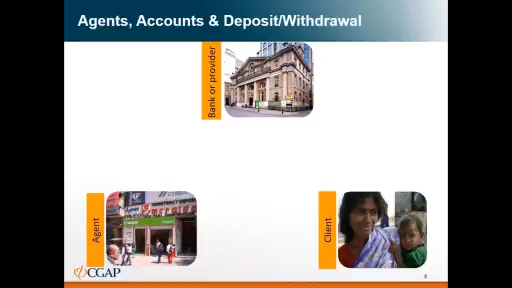 Agents, Accounts & Deposit/Withdrawal
Bank or provider
Agent
Client
CGAP
8